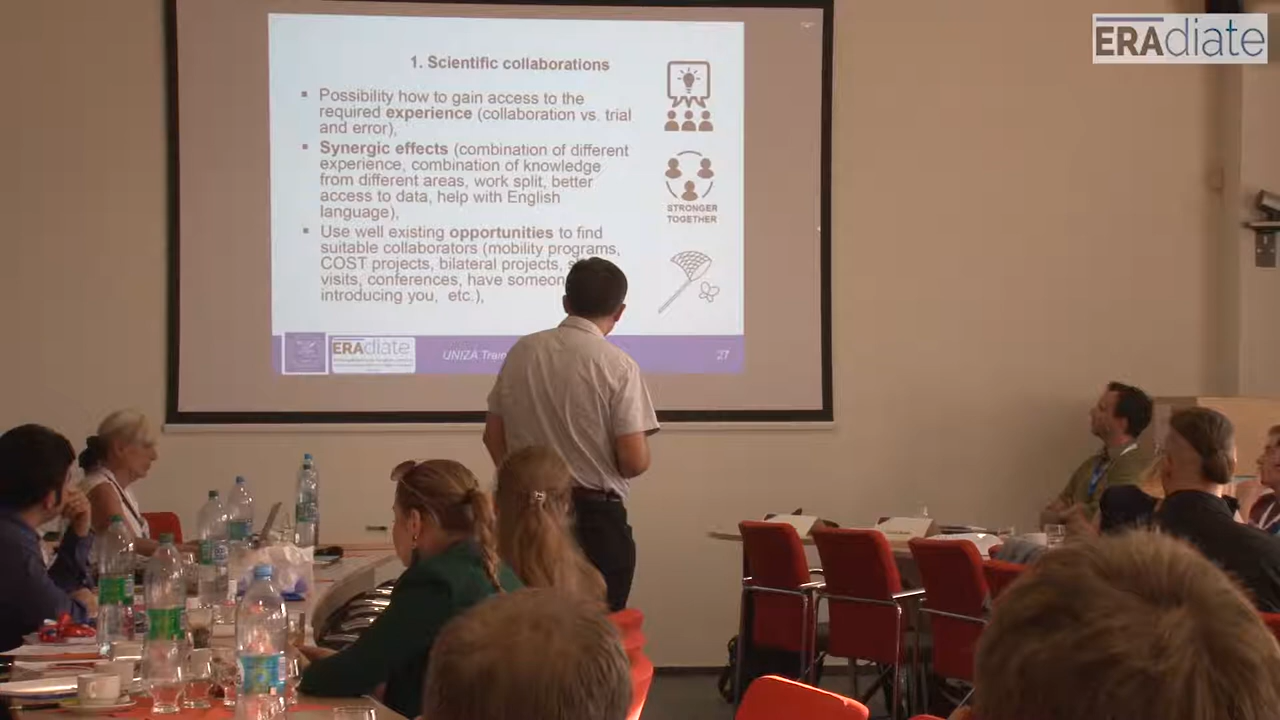 ERAdiate
1. Scientific collaborations
▪ Possibility how to gain access to the
required experience (collaboration vs. trial
and error),
▪ Synergic effects (combination of different
experience, combination of knowledge
from different areas, work split, better
access to data, help with English
language),
▪ Use well existing opportunities to find
suitable collaborators (mobility programs,
COST projects, bilateral projects,
visits, conferences, have someon
introducing you, etc.),
STRONGER
TOGETHER
ERAdiate
UNIZA Train
27